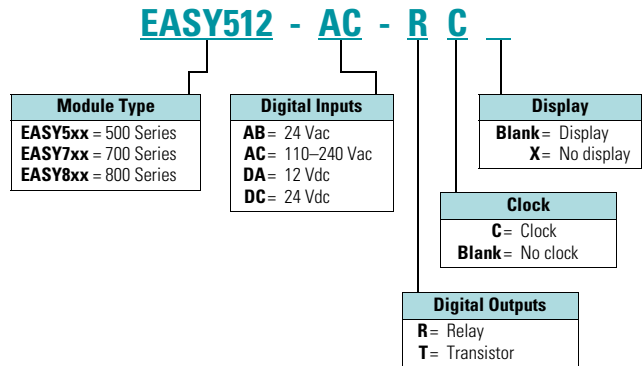 EASY512 - AC - R C _
Module Type
EASY5xx = 500 Series
EASY7xx = 700 Series
EASY8xx = 800 Series
Digital Inputs
AB = 24 Vac
AC = 110–240 Vac
DA = 12 Vdc
DC = 24 Vdc
Display
Blank = Display
X = No display
Clock
C = Clock
Blank = No clock
Digital Outputs
R = Relay
T = Transistor